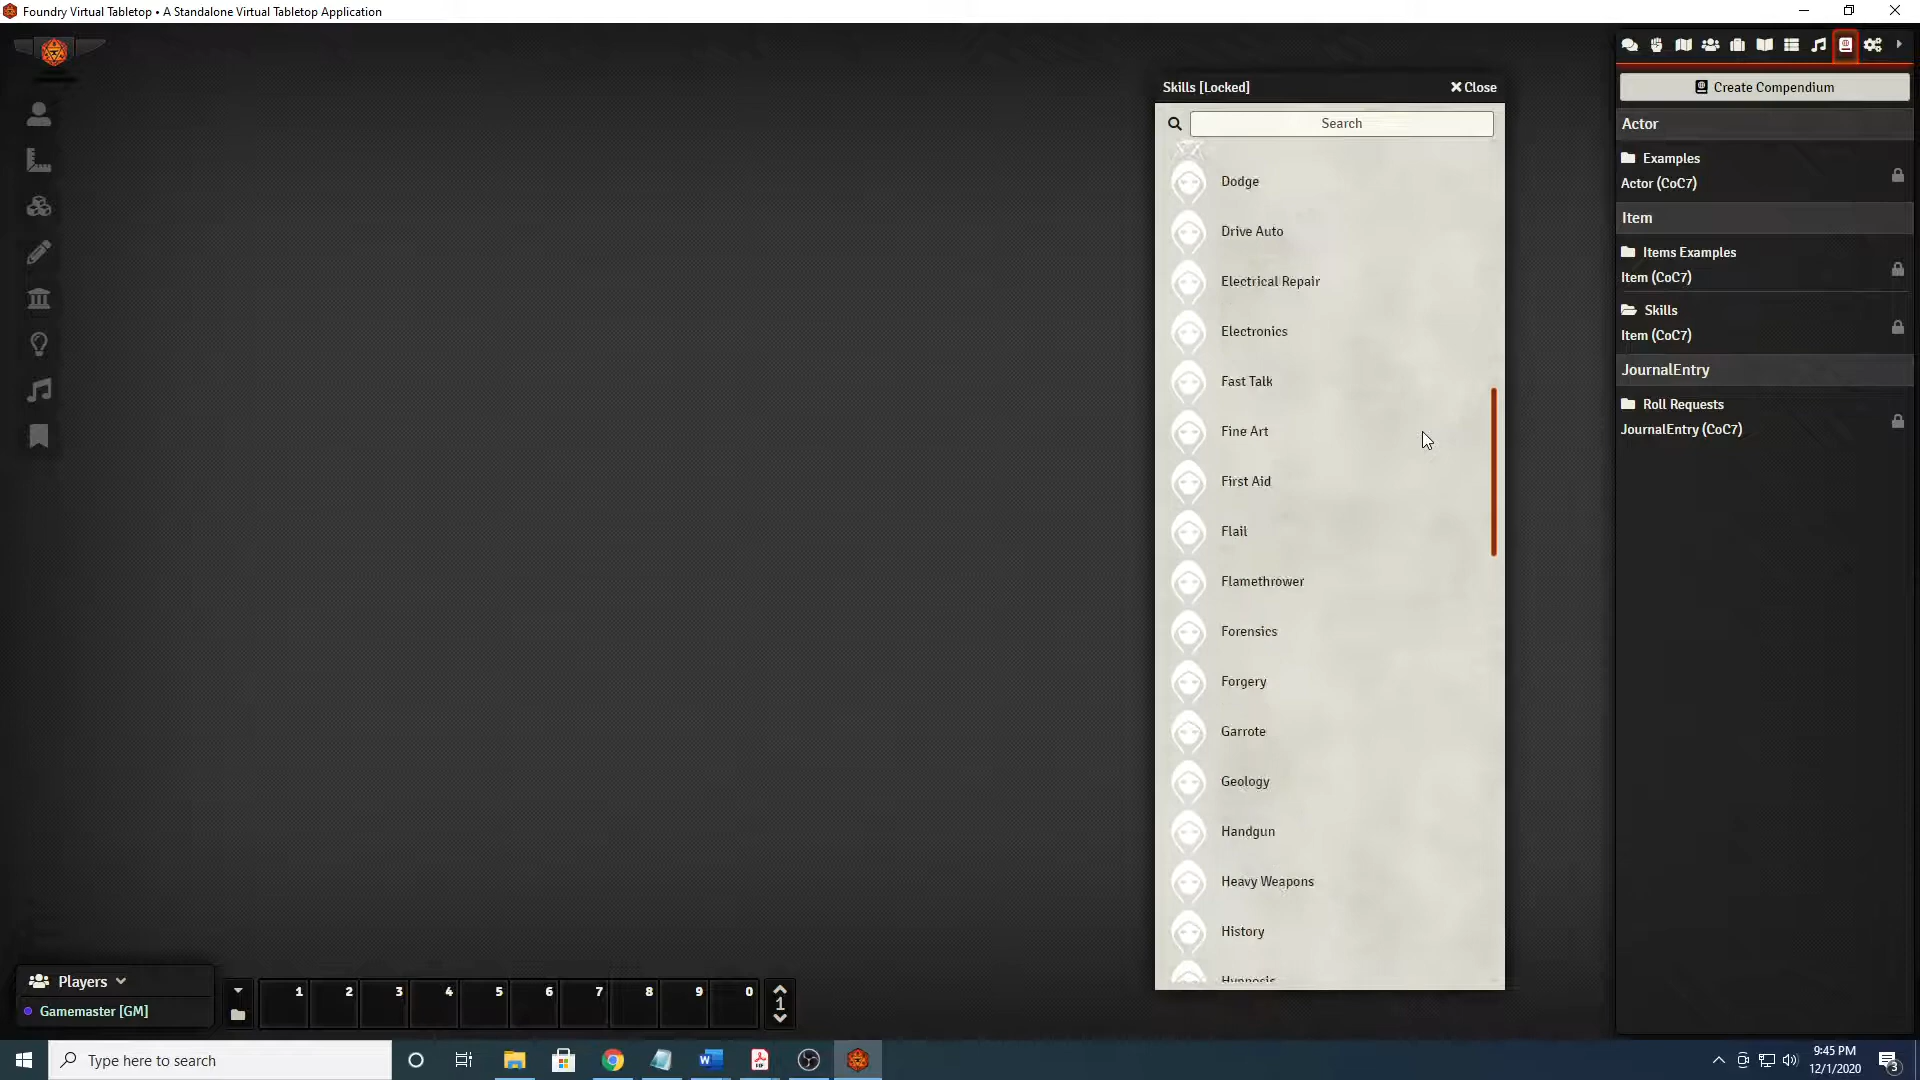 Foundry Virtual Tabletop • A Standalone Virtual Tabletop Application
Skills [Locked]
Close
Search
Dodge
Drive Auto
Electrical Repair
Electronics
Fast Talk
Fine Art
First Aid
Flail
Flamethrower
Forensics
Forgery
Garrote
Geology
Handgun
Heavy Weapons
History
Hypnosis
Create Compendium
Actor
Examples
Actor (CoC7)
Item
Items Examples
Item (CoC7)
Skills
Item (CoC7)
JournalEntry
Roll Requests
JournalEntry (CoC7)
Players
Gamemaster [GM]
1 2 3 4 5 6 7 8 9 0
1
Type here to search
9:45 PM
12/1/2020
3